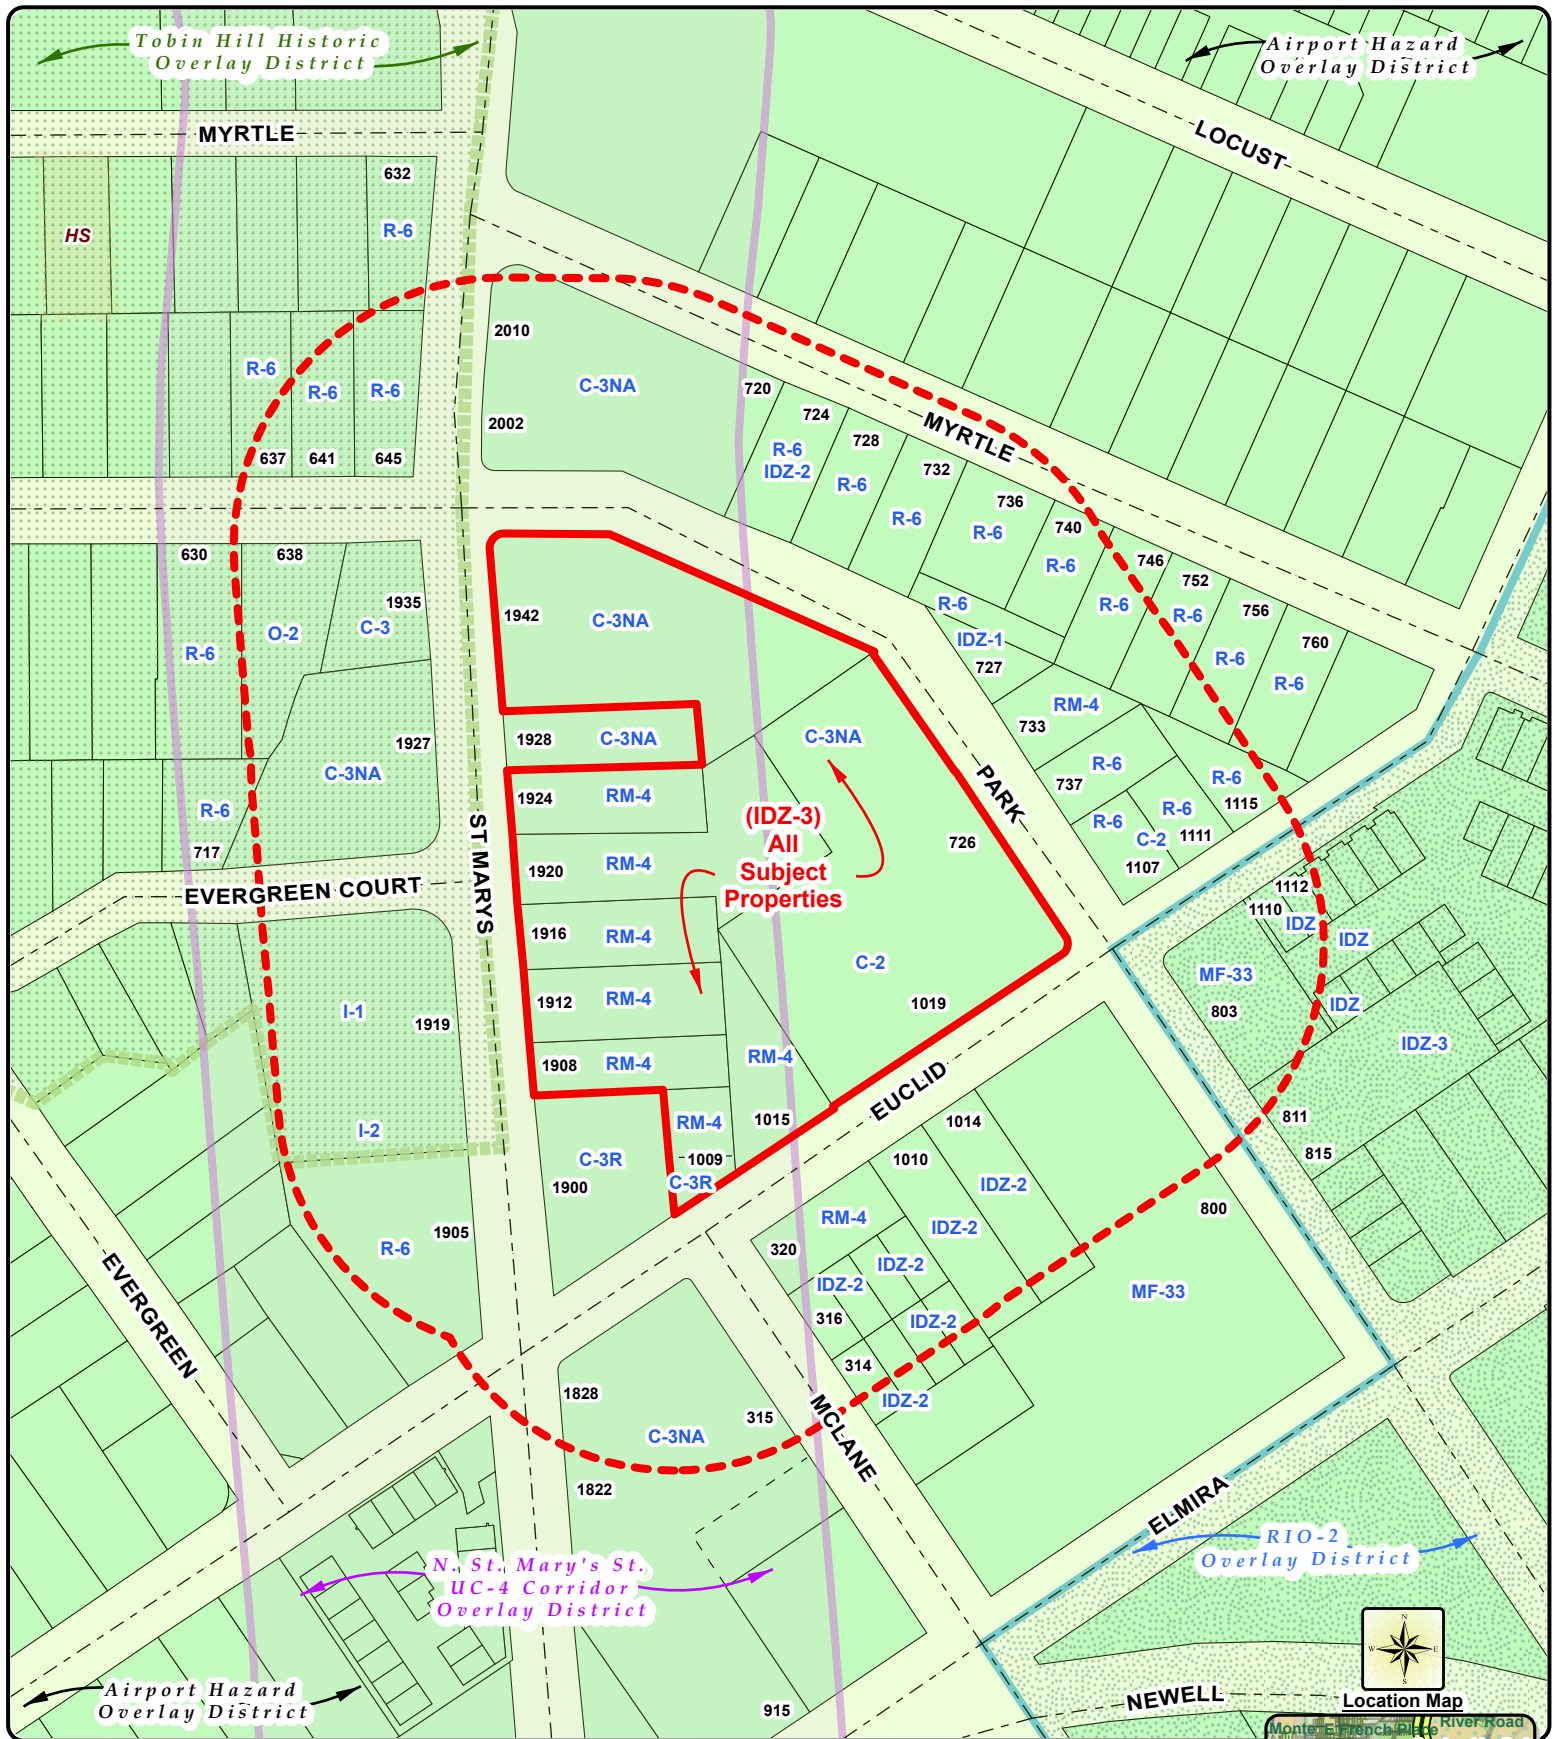 Tobin Hill Historic
Overlay District
Airport Hazard
Overlay District
MYRTLE
LOCUST
632
HS
R-6
2010
R-6
R-6
R-6
C-3NA
720
2002
724
728
MYRTLE
R-6
IDZ-2
637
641
645
732
R-6
736
R-6
R-6
740
R-6
630
638
746
752
1935
R-6
R-6
756
1942
C-3NA
R-6
O-2
C-3
IDZ-1
760
R-6
727
R-6
R-6
RM-4
733
1928
C-3NA
C-3NA
1927
C-3NA
R-6
R-6
737
PARK
1924
RM-4
R-6
(IDZ-3)
All
Subject
Properties
R-6
1115
R-6
C-2
1111
717
726
1107
ST MARYS
1920
RM-4
EVERGREEN COURT
1112
1110
IDZ
IDZ
1916
RM-4
C-2
MF-33
1912
RM-4
1019
803
IDZ
I-1
1919
IDZ-3
1908
RM-4
RM-4
EUCLID
I-2
RM-4
1015
1014
811
C-3R
1009
1010
815
1900
C-3R
IDZ-2
800
RM-4
IDZ-2
R-6
1905
320
IDZ-2
IDZ-2
MF-33
EVERGREEN
316
IDZ-2
314
1828
IDZ-2
315
MCLANE
C-3NA
1822
ELMIRA
N. St. Mary's St.
UC-4 Corridor
Overlay District
RIO-2
Overlay District
N
W
E
S
Airport Hazard
Overlay District
915
NEWELL
Location Map
Monte
E French Place
River Road